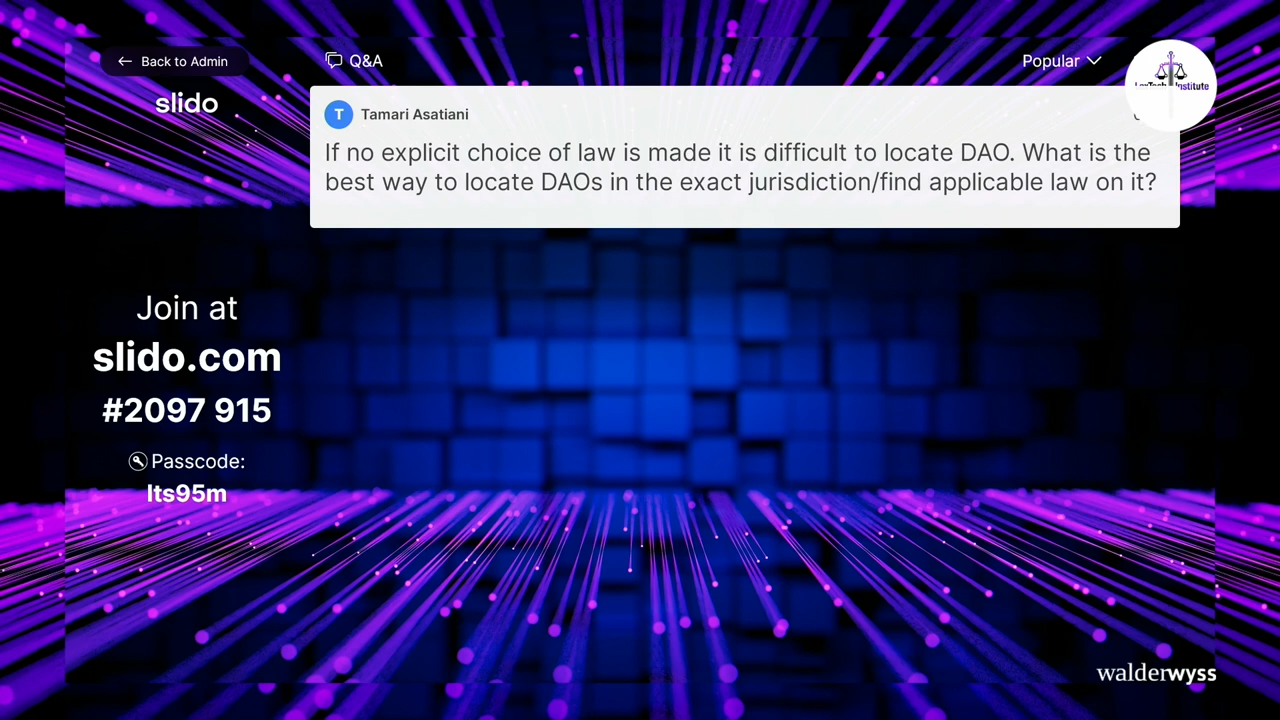 Back to Admin
slido
Q&A
Popular
LexTech Institute
T
Tamari Asatiani
If no explicit choice of law is made it is difficult to locate DAO. What is the
best way to locate DAOs in the exact jurisdiction/find applicable law on it?
Join at
slido.com
#2097 915
Passcode:
lts95m
walderwyss